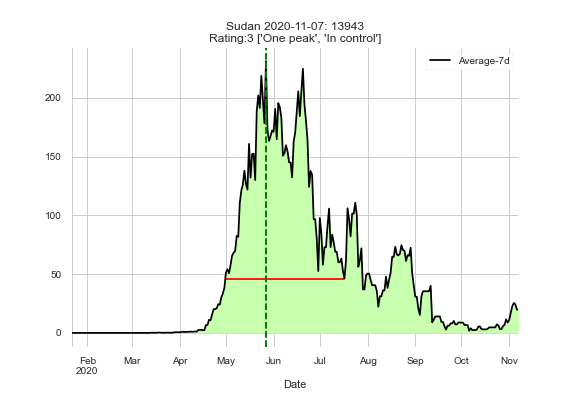 Sudan 2020-11-07: 13943
Rating:3 ['One peak', 'In control']
Average-7d
200
150
100
50
0
Feb Mar Apr May Jun Jul Aug Sep Oct Nov
2020
Date